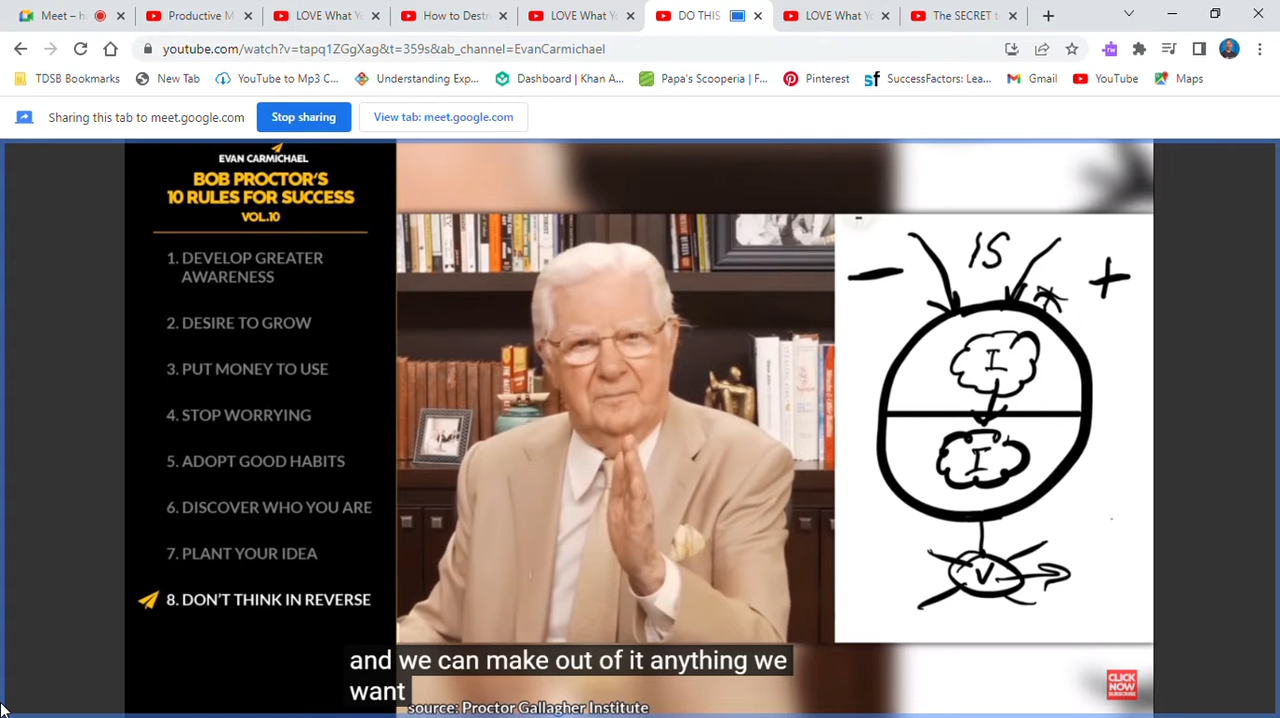 Meet – h
Productive M
LOVE What Y
How to Destr
LOVE What Y
DO THIS
LOVE What Y
The SECRET t
youtube.com/watch?v=tapq1ZGgXag&t=359s&ab_channel=EvanCarmichael
TDSB Bookmarks
New Tab
YouTube to Mp3 C...
Understanding Exp...
Dashboard | Khan A...
Papa's Scooperia | F...
Pinterest
SuccessFactors: Lea...
Gmail
YouTube
Maps
Sharing this tab to meet.google.com
Stop sharing
View tab: meet.google.com
EVAN CARMICHAEL
BOB PROCTOR'S
10 RULES FOR SUCCESS
VOL.10
1. DEVELOP GREATER
AWARENESS
2. DESIRE TO GROW
3. PUT MONEY TO USE
4. STOP WORRYING
5. ADOPT GOOD HABITS
6. DISCOVER WHO YOU ARE
7. PLANT YOUR IDEA
8. DON'T THINK IN REVERSE
IS
– +
I
I
V
and we can make out of it anything we
want
source: Proctor Gallagher Institute
CLICK
NOW
SUBSCRIBE